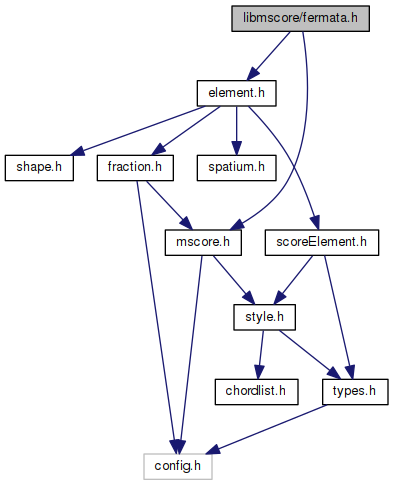 libmscore/fermata.h
element.h
shape.h
fraction.h
spatium.h
mscore.h
scoreElement.h
style.h
chordlist.h
types.h
config.h